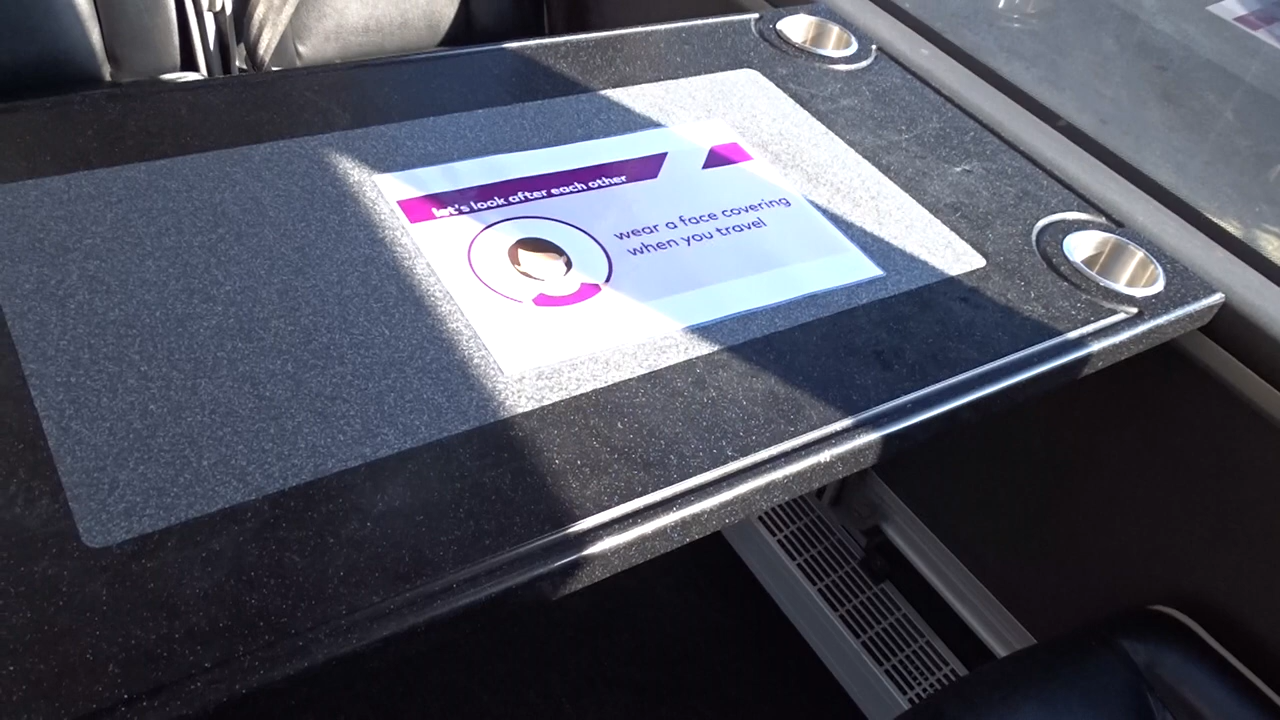 let's look after each other
wear a face covering
when you travel